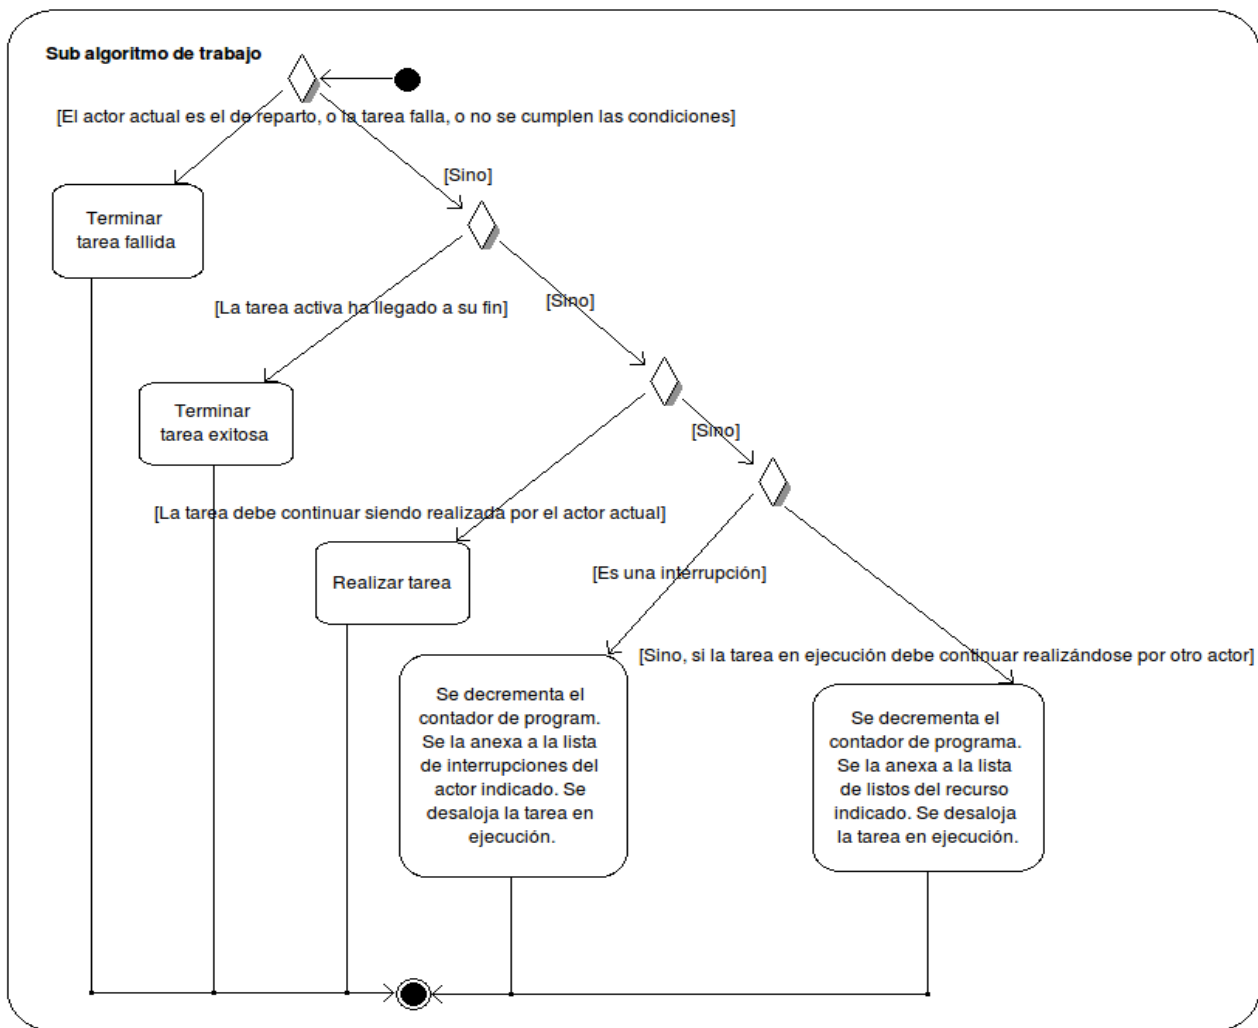 Sub algoritmo de trabajo
[El actor actual es el de reparto, o la tarea falla, o no se cumplen las condiciones]
[Sino]
Terminar
tarea fallida
[La tarea activa ha llegado a su fin]
[Sino]
Terminar
tarea exitosa
[Sino]
[La tarea debe continuar siendo realizada por el actor actual]
Realizar tarea
[Es una interrupción]
[Sino, si la tarea en ejecución debe continuar realizándose por otro actor]
Se decrementa el
contador de program.
Se la anexa a la lista
de interrupciones del
actor indicado. Se
desaloja la tarea en
ejecución.
Se decrementa el
contador de programa.
Se la anexa a la lista
de listos del recurso
indicado. Se desaloja
la tarea en ejecución.